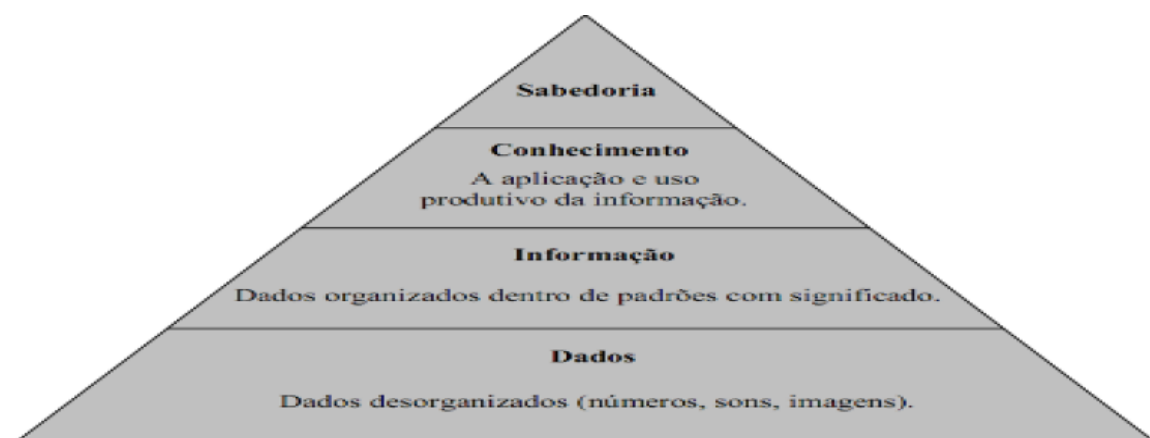 Sabedoria
Conhecimento
A aplicação e uso
produtivo da informação.
Informação
Dados organizados dentro de padrões com significado.
Dados
Dados desorganizados (números, sons, imagens).